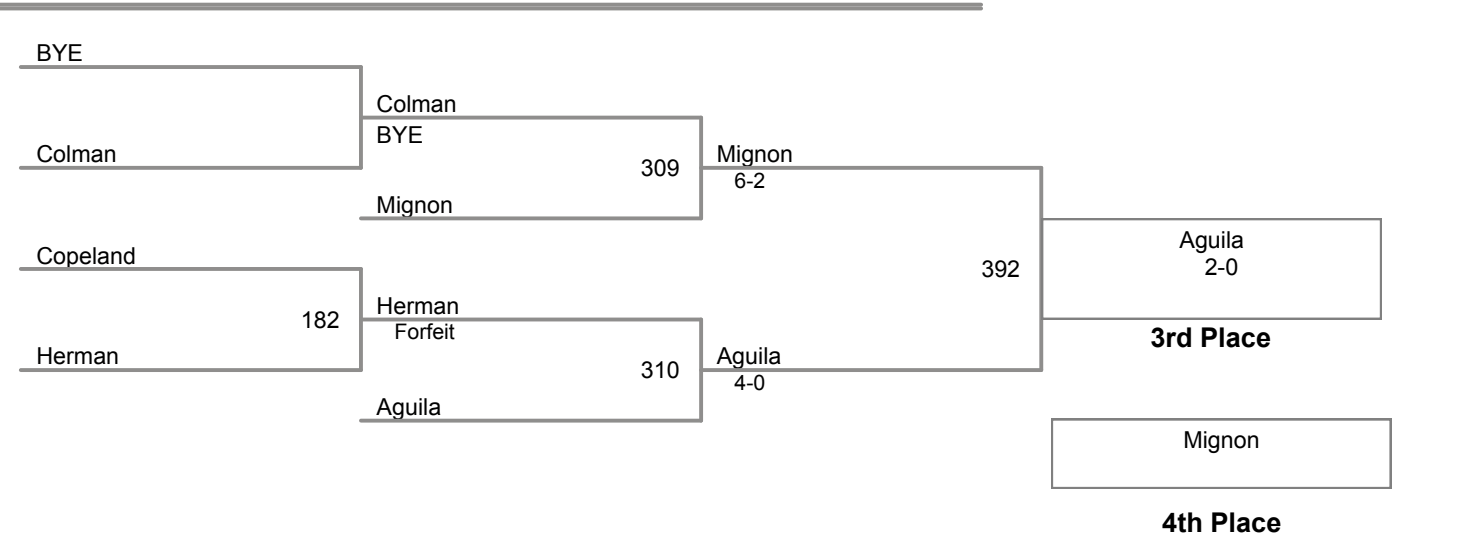 BYE
Colman
Colman
BYE
309
Mignon
6-2
Mignon
Copeland
Aguila
2-0
392
182
Herman
Forfeit
3rd Place
Herman
310
Aguila
4-0
Aguila
Mignon
4th Place